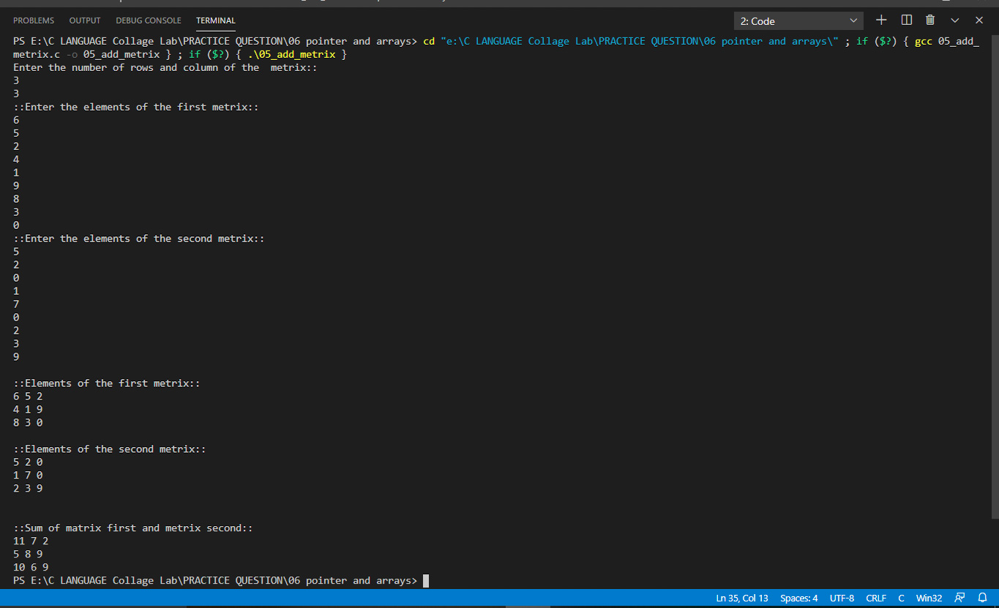 PROBLEMS OUTPUT DEBUG CONSOLE TERMINAL 2: Code
PS E:\C LANGUAGE Collage Lab\PRACTICE QUESTION\06 pointer and arrays> cd "e:\C LANGUAGE Collage Lab\PRACTICE QUESTION\06 pointer and arrays\" ; if ($?) { gcc 05_add_
metrix.c -o 05_add_metrix } ; if ($?) { .\05_add_metrix }
Enter the number of rows and column of the  metrix::
3
3
::Enter the elements of the first metrix::
6
5
2
4
1
9
8
3
0
::Enter the elements of the second metrix::
5
2
0
1
7
0
2
3
9
::Elements of the first metrix::
6 5 2
4 1 9
8 3 0
::Elements of the second metrix::
5 2 0
1 7 0
2 3 9
::Sum of matrix first and metrix second::
11 7 2
5 8 9
10 6 9
PS E:\C LANGUAGE Collage Lab\PRACTICE QUESTION\06 pointer and arrays>
Ln 35, Col 13 Spaces: 4 UTF-8 CRLF C Win32